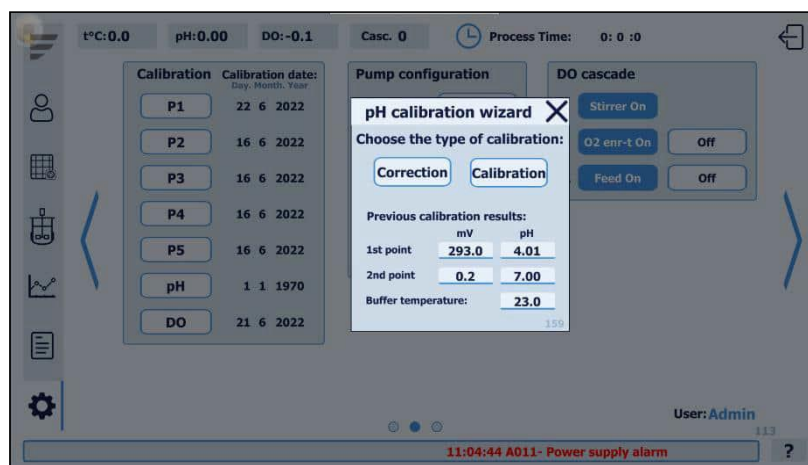 t°C:0.0 pH:0.00 DO:-0.1 Casc. 0 Process Time: 0: 0 :0
Calibration Calibration date:
Day. Month. Year
P1 22 6 2022
P2 16 6 2022
P3 16 6 2022
P4 16 6 2022
P5 16 6 2022
pH 1 1 1970
DO 21 6 2022
Pump configuration
pH calibration wizard
Choose the type of calibration:
Correction Calibration
Previous calibration results:
mV pH
1st point 293.0 4.01
2nd point 0.2 7.00
Buffer temperature: 23.0
159
DO cascade
Stirrer On
O2 enr-t On Off
Feed On Off
User: Admin
113
11:04:44 A011- Power supply alarm ?